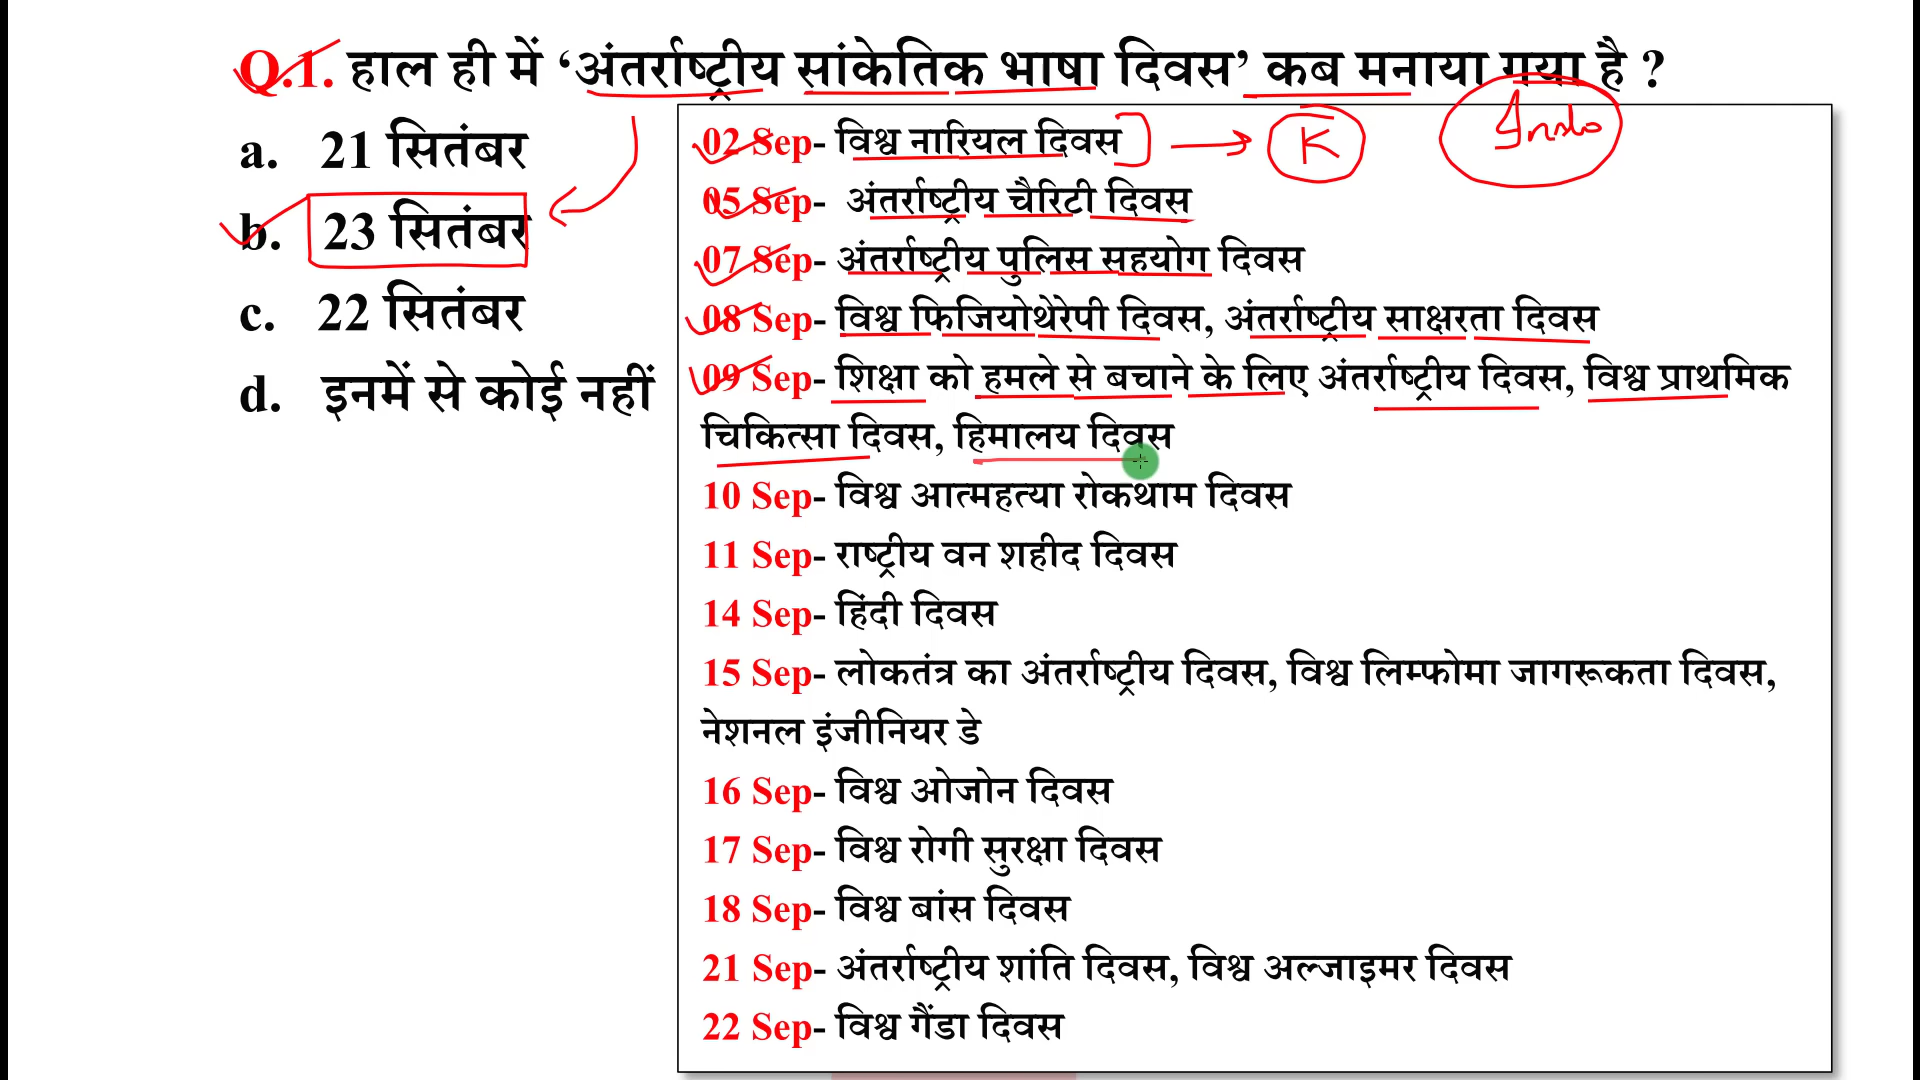 Q.1. हाल ही में ‘अंतर्राष्ट्रीय सांकेतिक भाषा दिवस’ कब मनाया गया है ?
a. 21 सितंबर
b. 23 सितंबर
c. 22 सितंबर
d. इनमें से कोई नहीं
02 Sep- विश्व नारियल दिवस K Indo
05 Sep- अंतर्राष्ट्रीय चैरिटी दिवस
07 Sep- अंतर्राष्ट्रीय पुलिस सहयोग दिवस
08 Sep- विश्व फिजियोथेरेपी दिवस, अंतर्राष्ट्रीय साक्षरता दिवस
09 Sep- शिक्षा को हमले से बचाने के लिए अंतर्राष्ट्रीय दिवस, विश्व प्राथमिक
चिकित्सा दिवस, हिमालय दिवस
10 Sep- विश्व आत्महत्या रोकथाम दिवस
11 Sep- राष्ट्रीय वन शहीद दिवस
14 Sep- हिंदी दिवस
15 Sep- लोकतंत्र का अंतर्राष्ट्रीय दिवस, विश्व लिम्फोमा जागरूकता दिवस,
नेशनल इंजीनियर डे
16 Sep- विश्व ओजोन दिवस
17 Sep- विश्व रोगी सुरक्षा दिवस
18 Sep- विश्व बांस दिवस
21 Sep- अंतर्राष्ट्रीय शांति दिवस, विश्व अल्जाइमर दिवस
22 Sep- विश्व गैंडा दिवस